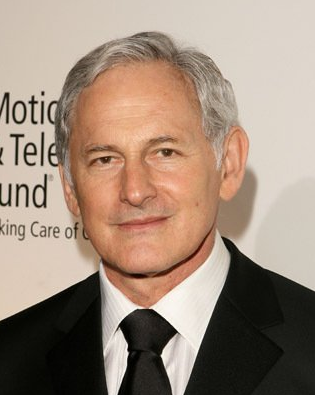 Motio
& Tele
und
king Care of